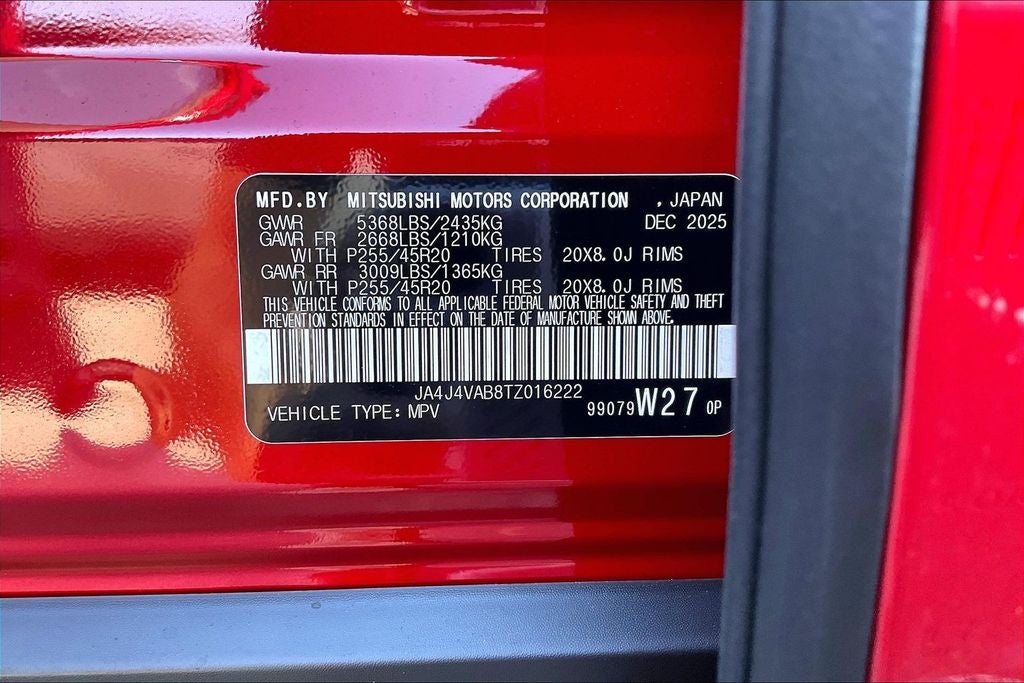 MFD.BY MITSUBISHI MOTORS CORPORATION , JAPAN
GWWR 5368LBS/2435KG DEC 2025
GAWR FR 2668LBS/1210KG
WITH P255/45R20 TIRES 20X8.0J RIMS
GAWR RR 3009LBS/1365KG
WITH P255/45R20 TIRES 20X8.0J RIMS
THIS VEHICLE CONFORMS TO ALL APPLICABLE FEDERAL MOTOR VEHICLE SAFETY AND THEFT
PREVENTION STANDARDS IN EFFECT ON THE DATE OF MANUFACTURE SHOWN ABOVE.
JA4J4VAB8TZ016222
VEHICLE TYPE: MPV 99079 W27 0P